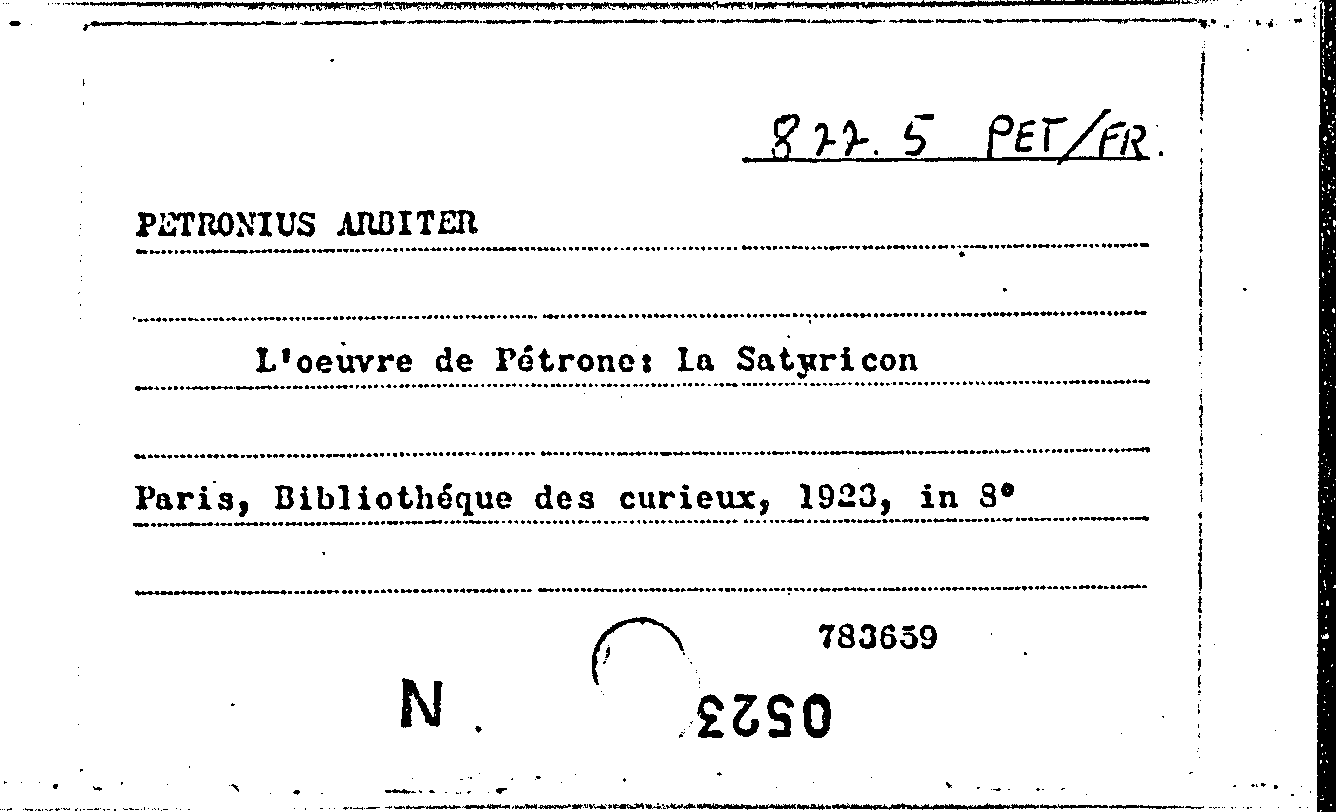 877.5 PET/FR.
PETRONIUS ARBITER
L'oeuvre de Pétrone: La Satyricon
Paris, Bibliothéque des curieux, 1923, in 8°
783659
N 0523